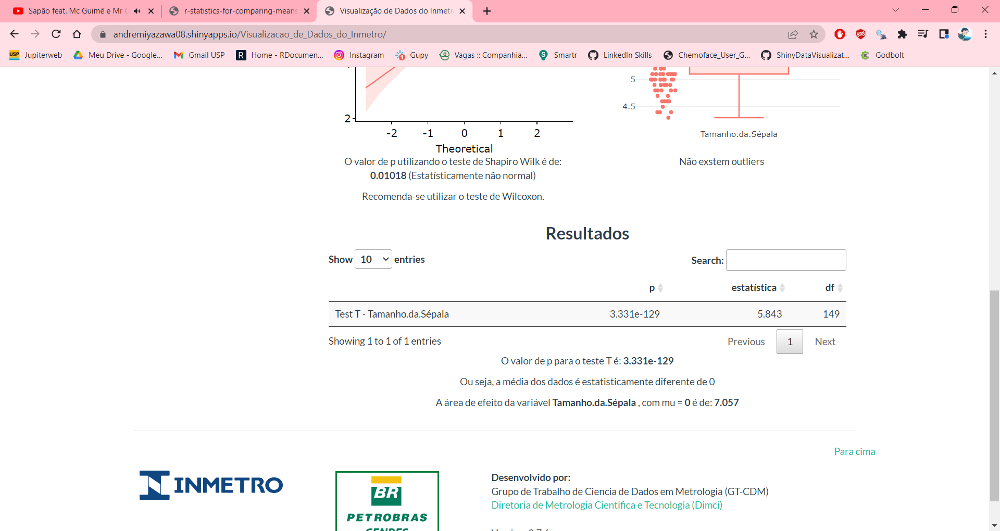 Sapão feat. Mc Guimê e Mr C
r-statistics-for-comparing-means
Visualização de Dados do Inmetr
andremiyazawa08.shinyapps.io/Visualizacao_de_Dados_do_Inmetro/
USP Jupiterweb
Meu Drive - Google...
Gmail USP
R Home - RDocumen...
Instagram
Gupy
Vagas :: Companhia...
S Smartr
LinkedIn Skills
Chemoface_User_G...
ShinyDataVisualizat...
Godbolt
2
-2 -1 0 1 2
Theoretical
5
4.5
Tamanho.da.Sépala
O valor de p utilizando o teste de Shapiro Wilk é de:
0.01018 (Estatísticamente não normal)
Recomenda-se utilizar o teste de Wilcoxon.
Não exstem outliers
Resultados
Show 10 entries
Search:
p estatística df
Test T - Tamanho.da.Sépala 3.331e-129 5.843 149
Showing 1 to 1 of 1 entries
Previous 1 Next
O valor de p para o teste T é: 3.331e-129
Ou seja, a média dos dados é estatisticamente diferente de 0
A área de efeito da variável Tamanho.da.Sépala , com mu = 0 é de: 7.057
Para cima
INMETRO
BR
PETROBRAS
CENPES
Desenvolvido por:
Grupo de Trabalho de Ciencia de Dados em Metrologia (GT-CDM)
Diretoria de Metrologia Cientifica e Tecnologia (Dimci)